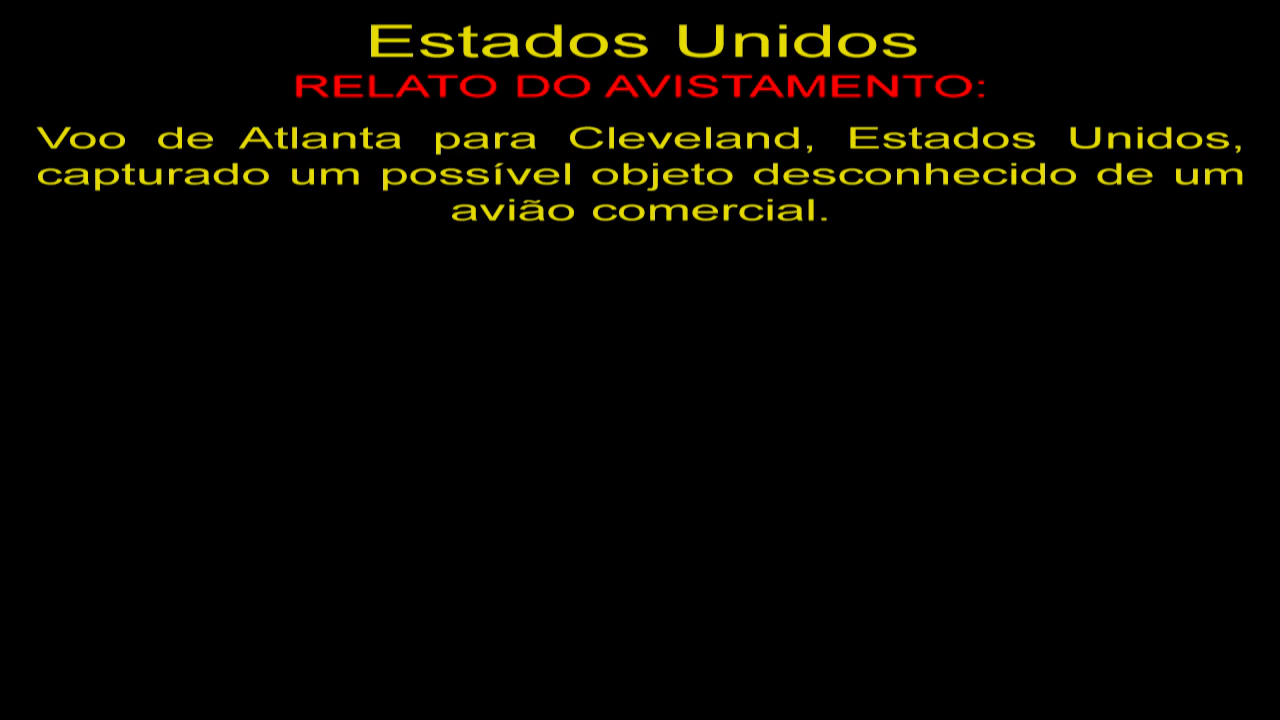 Estados Unidos
RELATO DO AVISTAMENTO:
Voo de Atlanta para Cleveland, Estados Unidos,
capturado um possível objeto desconhecido de um
avião comercial.